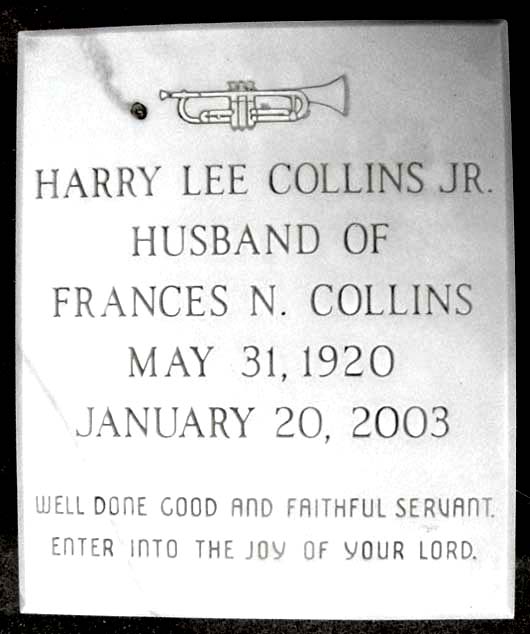 HARRY LEE COLLINS JR.
HUSBAND OF
FRANCES N. COLLINS
MAY 31, 1920
JANUARY 20, 2003
WELL DONE GOOD AND FAITHFUL SERVANT.
ENTER INTO THE JOY OF YOUR LORD.